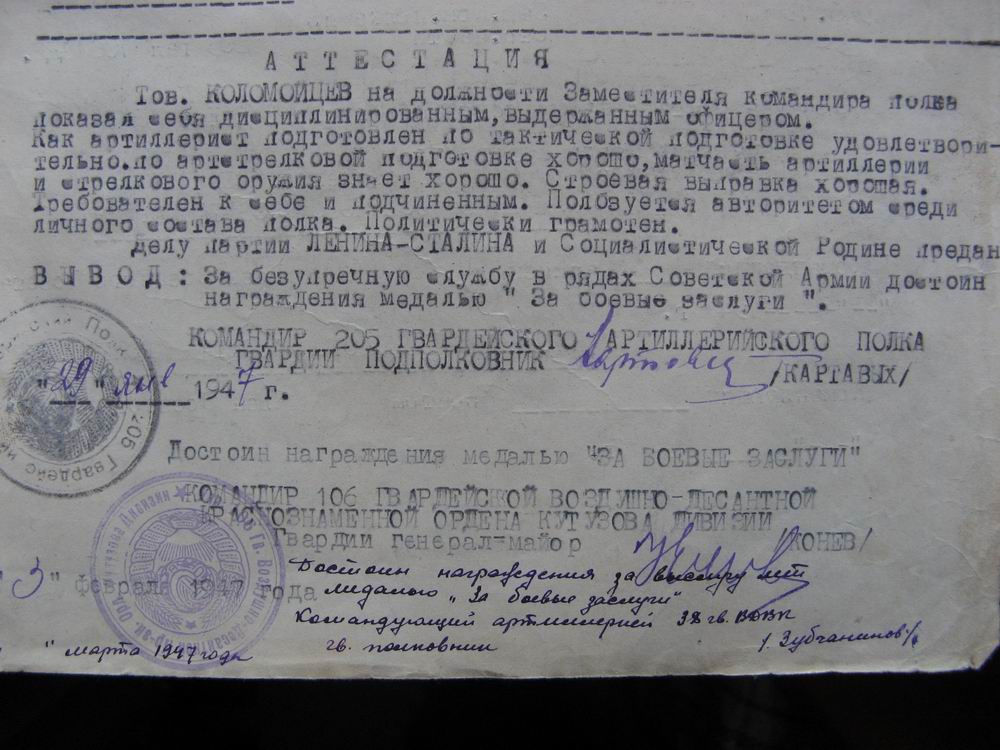 АТТЕСТАЦИЯ
Тов. КОЛОМОЙЦЕВ на должности Заместителя командира полка
показал себя дисциплинированным, выдержанным офицером.
Как артиллерист подготовлен по тактической подготовке удовлетвори-
тельно.по артстрелковой подготовке хорошо, матчасть артиллерии
и стрелкового оружия знает хорошо. Строевая выправка хорошая.
Требователен к себе и подчиненным. Полозуется авторитетом среди
личного состава полка. Политически грамотен.
Делу партии ЛЕНИНА-СТАЛИНА и Социалистической Родине предан
ВЫВОД: За безупречную службу в рядах Советской Армии достоин
награждения медалью " За боевые заслуги ".
КОМАНДИР 205 ГВАРДЕЙСКОГО АРТИЛЛЕРИЙСКОГО ПОЛКА
ГВАРДИИ ПОДПОЛКОВНИК /КАРТАВЫХ/
"29" янв 1947 г.
Достоин награждения медалью "ЗА БОЕВЫЕ ЗАСЛУГИ"
КОМАНДИР 106 ГВАРДЕЙСКОЙ ВОЗДУШНО-ДЕСАНТНОЙ
КРАСНОЗНАМЕННОЙ ОРДЕНА КУТУЗОВА ДИВИЗИИ
Гвардии генерал-майор /КОНЕВ/
"3" февраля 1947 года
Достоин награждения за выслугу лет
медалью "За боевые заслуги"
Командующий артиллерией 38 гв. ВДВК
гв. полковник /. Зубчанинов./
" марта 1947 года